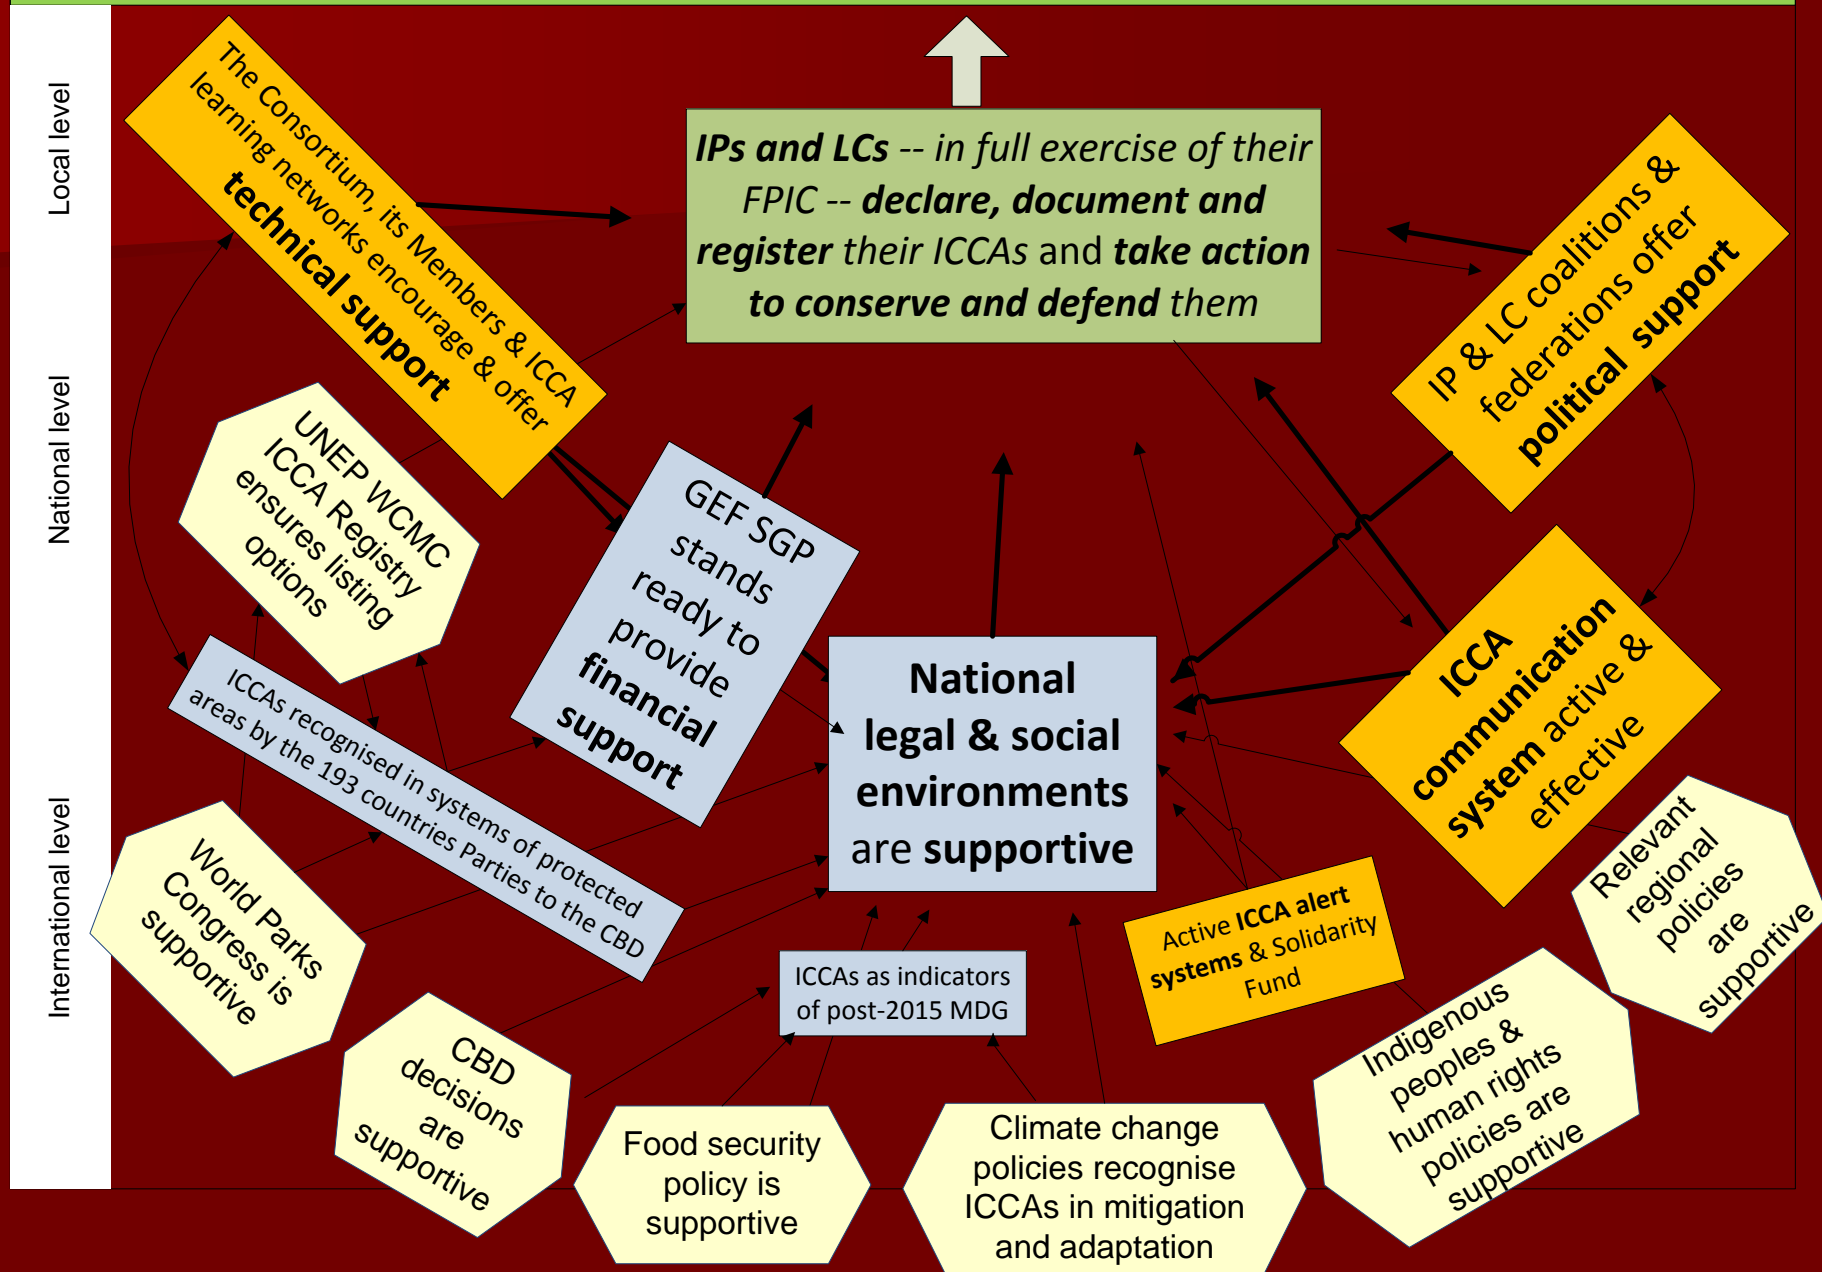 Local level
National level
International level
The Consortium, its Members & ICCA
learning networks encourage & offer
technical support
IPs and LCs -- in full exercise of their
FPIC -- declare, document and
register their ICCAs and take action
to conserve and defend them
IP & LC coalitions &
federations offer
political support
UNEP WCMC
ICCA Registry
ensures listing
options
GEF SGP
stands
ready to
provide
financial
support
National
legal & social
environments
are supportive
ICCA
communication
system active &
effective
ICCAs recognised in systems of protected
areas by the 193 countries Parties to the CBD
World Parks
Congress is
supportive
CBD
decisions
are
supportive
ICCAs as indicators
of post-2015 MDG
Active ICCA alert
systems & Solidarity
Fund
Relevant
regional
policies
are
supportive
Indigenous
peoples &
human rights
policies are
supportive
Food security
policy is
supportive
Climate change
policies recognise
ICCAs in mitigation
and adaptation